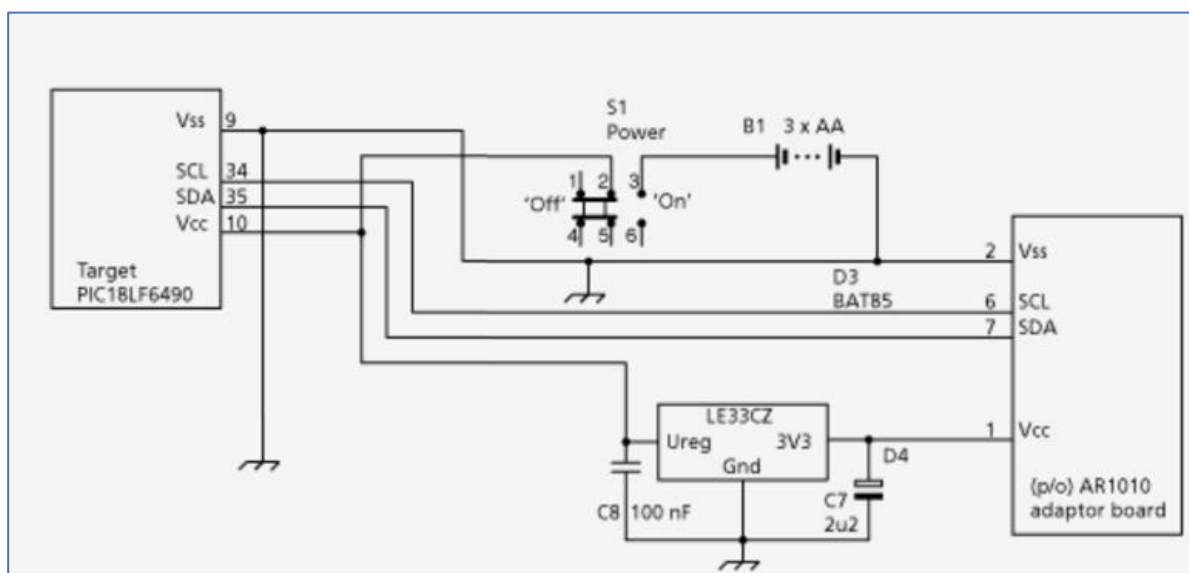 S1
Power
B1 3 x AA
Vss 9
SCL 34
SDA 35
Vcc 10
Target
PIC18LF6490
1 2 3
'Off' 'On'
4 5 6
2 Vss
D3
BAT85
6 SCL
7 SDA
LE33CZ
Ureg 3V3
Gnd
1 Vcc
D4
C8 100 nF
C7
2u2
(p/o) AR1010
adaptor board